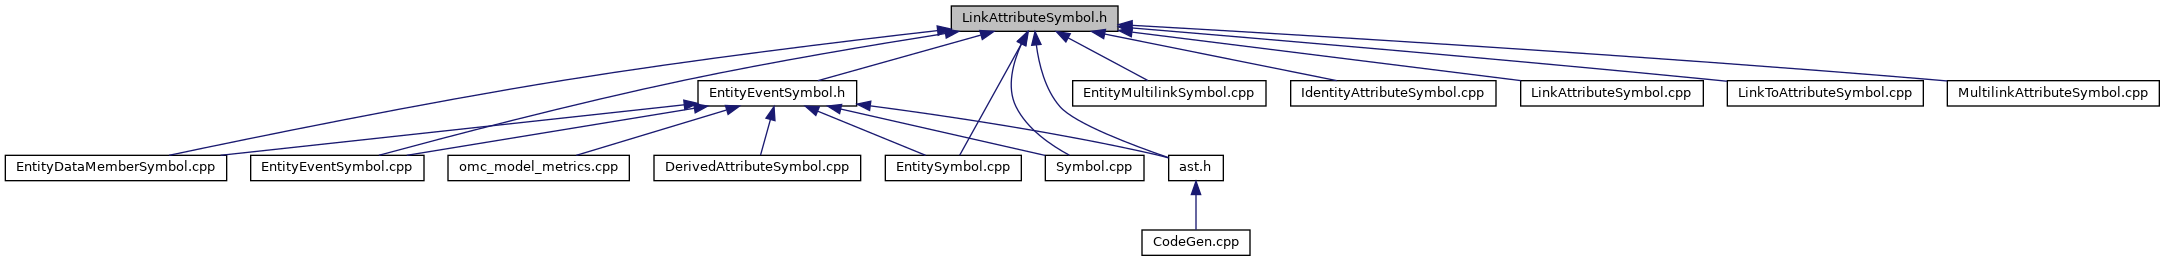 LinkAttributeSymbol.h
EntityEventSymbol.h
EntityMultilinkSymbol.cpp
IdentityAttributeSymbol.cpp
LinkAttributeSymbol.cpp
LinkToAttributeSymbol.cpp
MultilinkAttributeSymbol.cpp
EntityDataMemberSymbol.cpp
EntityEventSymbol.cpp
omc_model_metrics.cpp
DerivedAttributeSymbol.cpp
EntitySymbol.cpp
Symbol.cpp
ast.h
CodeGen.cpp